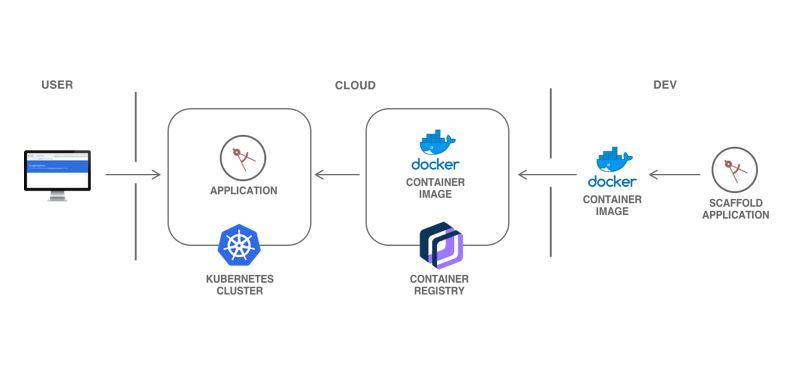 USER
CLOUD
DEV
APPLICATION
KUBERNETES
CLUSTER
docker
CONTAINER
IMAGE
CONTAINER
REGISTRY
docker
CONTAINER
IMAGE
SCAFFOLD
APPLICATION